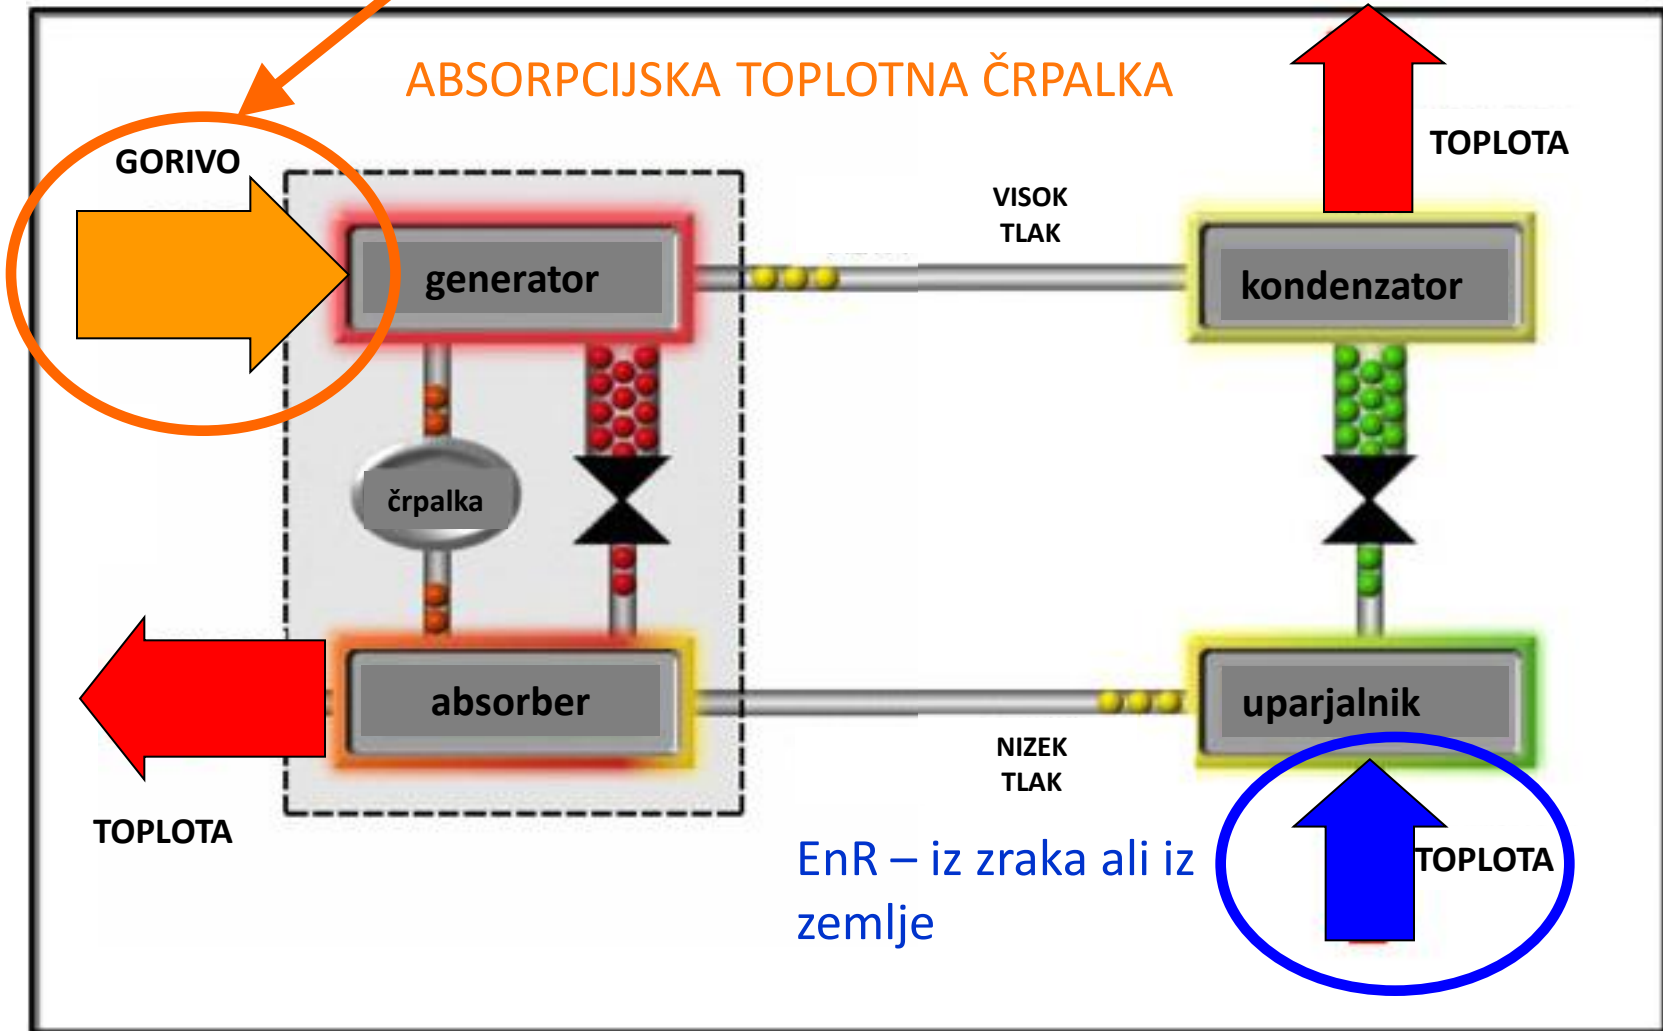 ABSORPCIJSKA TOPLOTNA ČRPALKA
GORIVO
TOPLOTA
VISOK
TLAK
generator
kondenzator
črpalka
absorber
uparjalnik
NIZEK
TLAK
TOPLOTA
EnR – iz zraka ali iz
zemlje
TOPLOTA